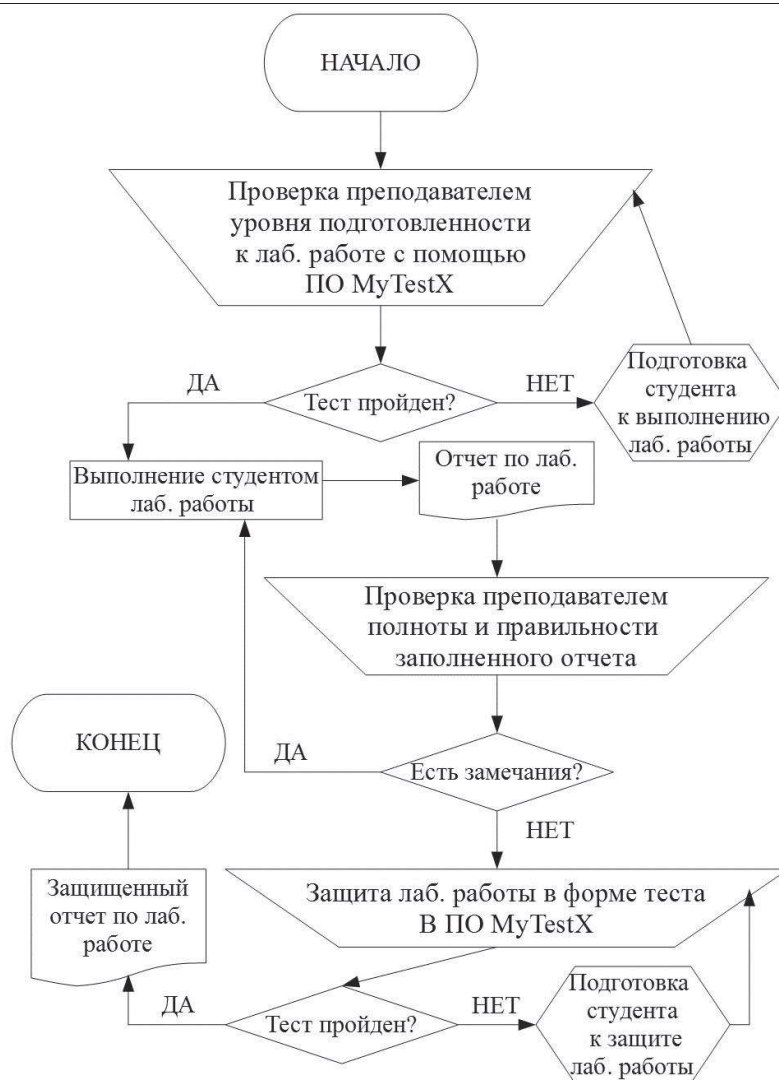 НАЧАЛО
Проверка преподавателем
уровня подготовленности
к лаб. работе с помощью
ПО MyTestX
ДА
Тест пройден?
НЕТ
Подготовка
студента
к выполнению
лаб. работы
Выполнение студентом
лаб. работы
Отчет по лаб.
работе
Проверка преподавателем
полноты и правильности
заполненного отчета
КОНЕЦ
ДА
Есть замечания?
НЕТ
Защищенный
отчет по лаб.
работе
Защита лаб. работы в форме теста
В ПО MyTestX
ДА
Тест пройден?
НЕТ
Подготовка
студента
к защите
лаб. работы